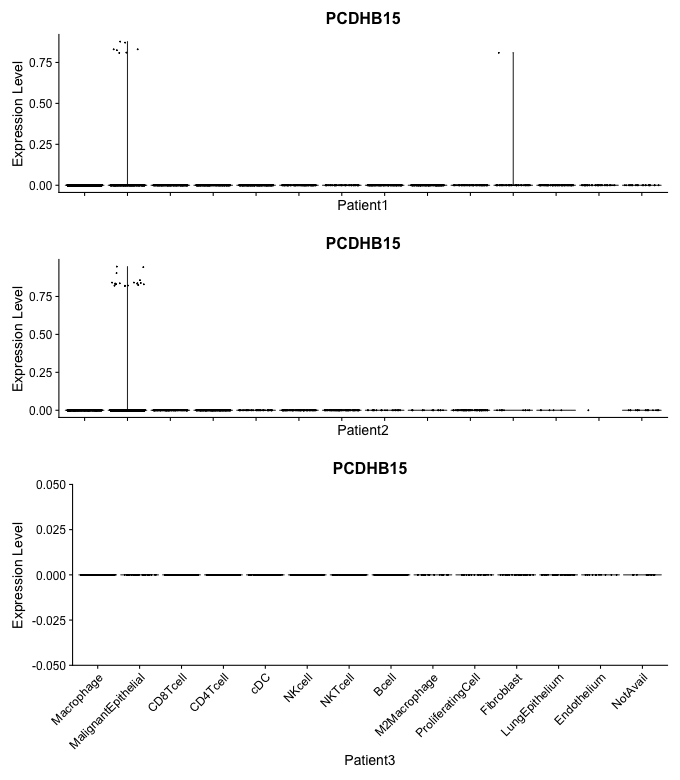 PCDHB15
Expression Level
0.75
0.50
0.25
0.00
Patient1
PCDHB15
Expression Level
0.75
0.50
0.25
0.00
Patient2
PCDHB15
Expression Level
0.050
0.025
0.000
-0.025
-0.050
Macrophage
MalignantEpithelial
CD8Tcell
CD4Tcell
cDC
NKcell
NKTcell
Bcell
M2Macrophage
ProliferatingCell
Fibroblast
LungEpithelium
Endothelium
NotAvail
Patient3